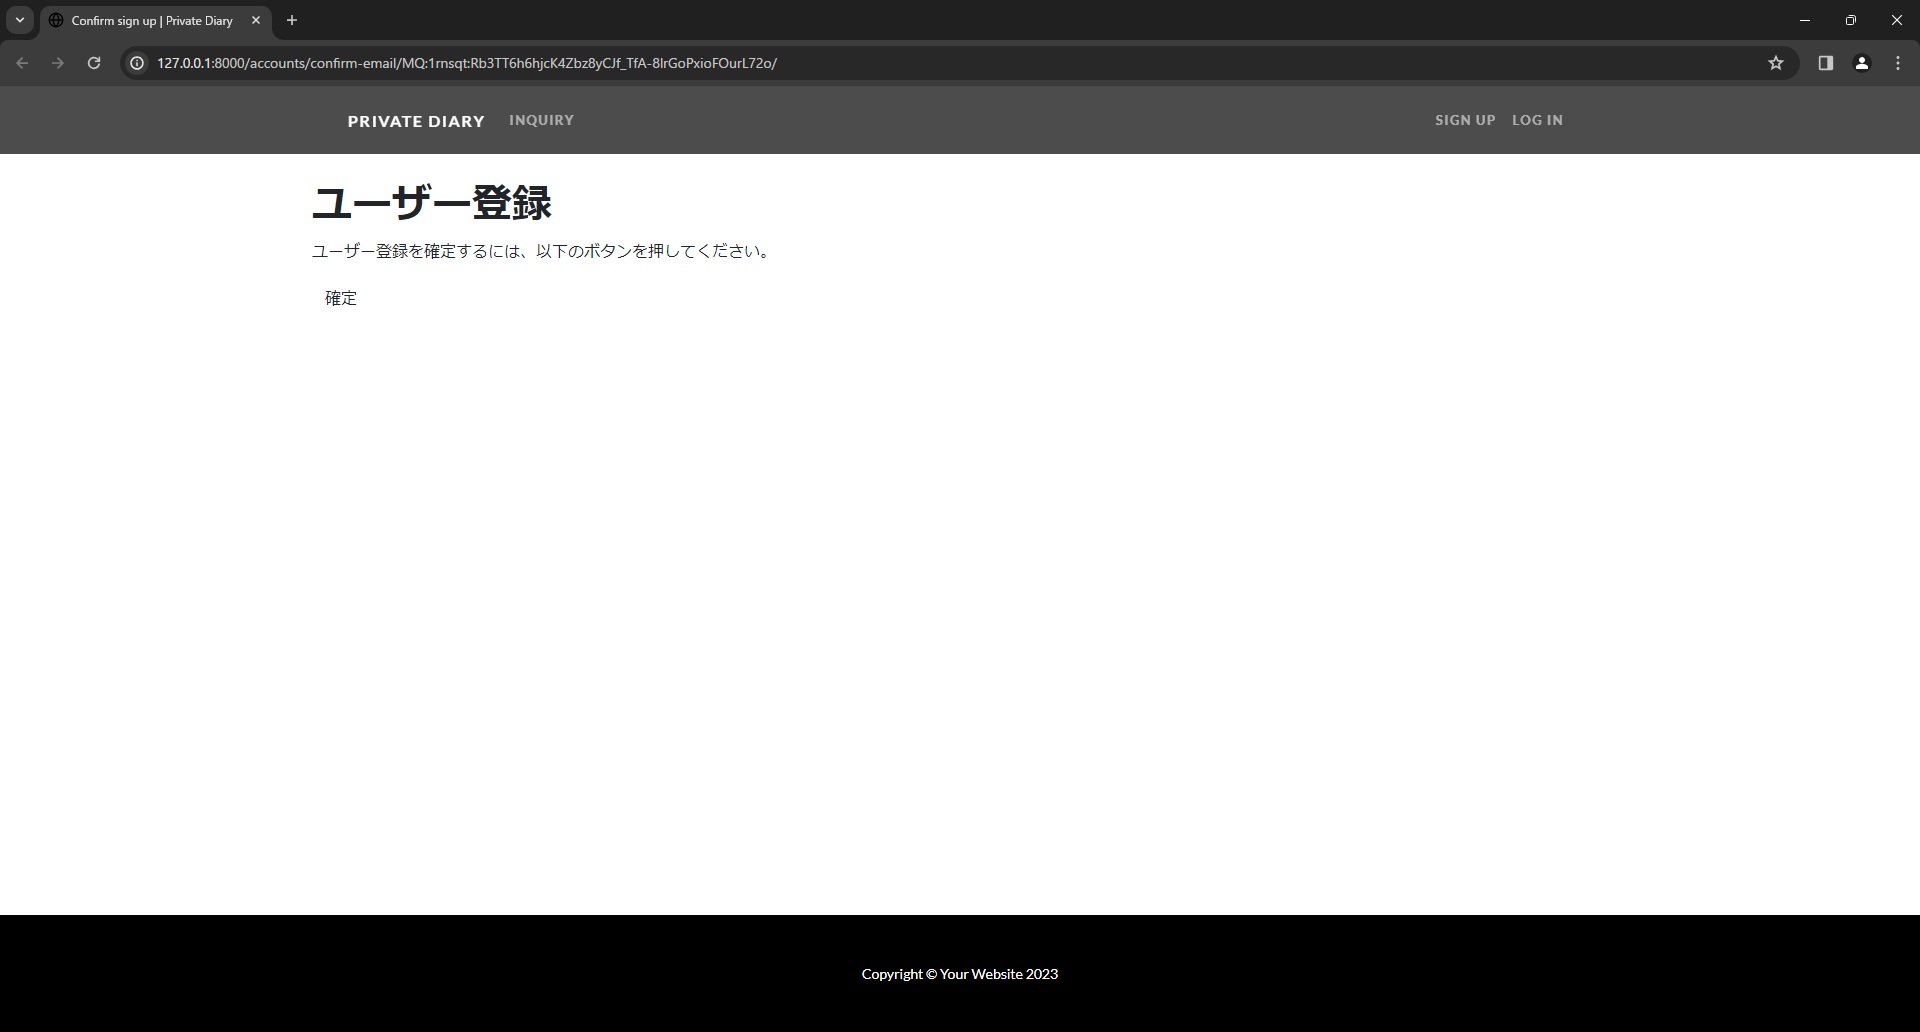 Confirm sign up | Private Diary
127.0.0.1:8000/accounts/confirm-email/MQ:1rnsqt:Rb3TT6h6hjcK4Zbz8yCJf_TfA-8lrGoPxioFOurL72o/
PRIVATE DIARY INQUIRY SIGN UP LOG IN
ユーザー登録
ユーザー登録を確定するには、以下のボタンを押してください。
確定
Copyright © Your Website 2023